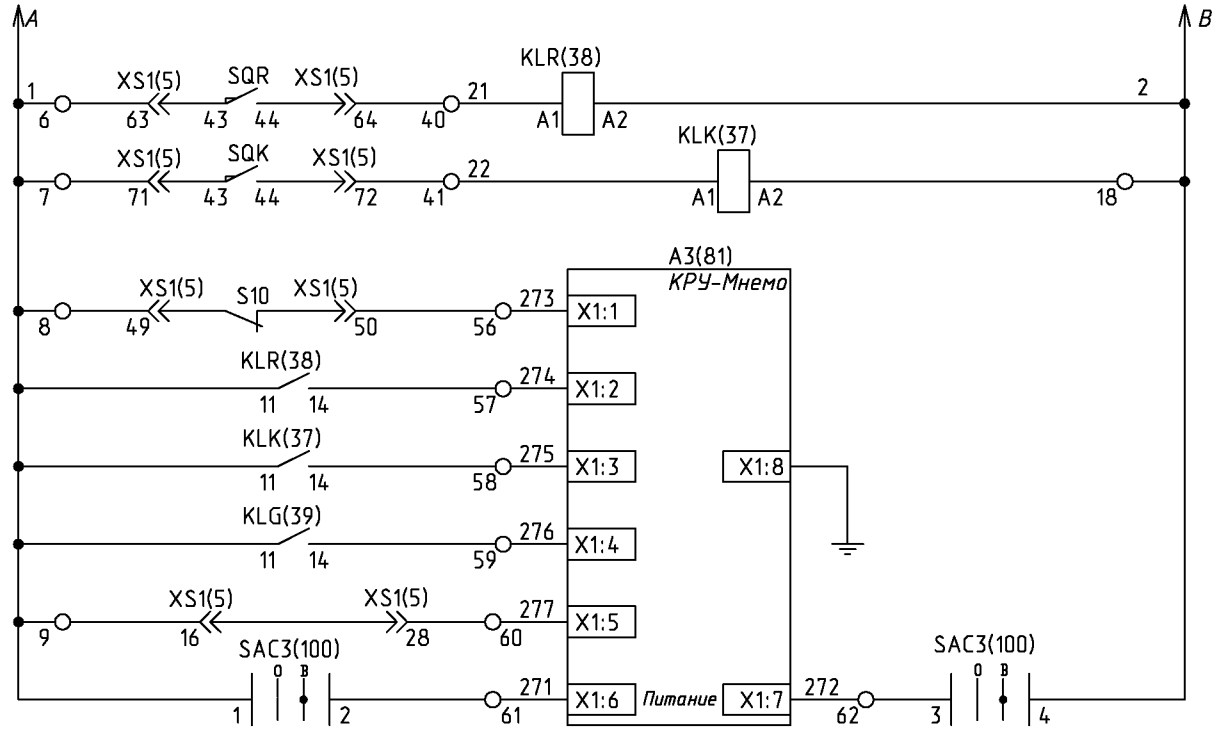 A B
KLR(38)
XS1(5) SQR XS1(5)
1 21 2
6 63 43 44 64 40 A1 A2
KLK(37)
XS1(5) SQK XS1(5)
22
7 71 43 44 72 41 A1 A2 18
A3(81)
КРУ-Мнемо
XS1(5) S10 XS1(5)
273 X1:1
8 49 50 56
KLR(38)
274 X1:2
11 14 57
KLK(37)
275 X1:3 X1:8
11 14 58
KLG(39)
276 X1:4
11 14 59
XS1(5) XS1(5)
277 X1:5
9 16 28 60
SAC3(100) SAC3(100)
О В О В
271 X1:6 Питание X1:7 272
1 2 61 62 3 4